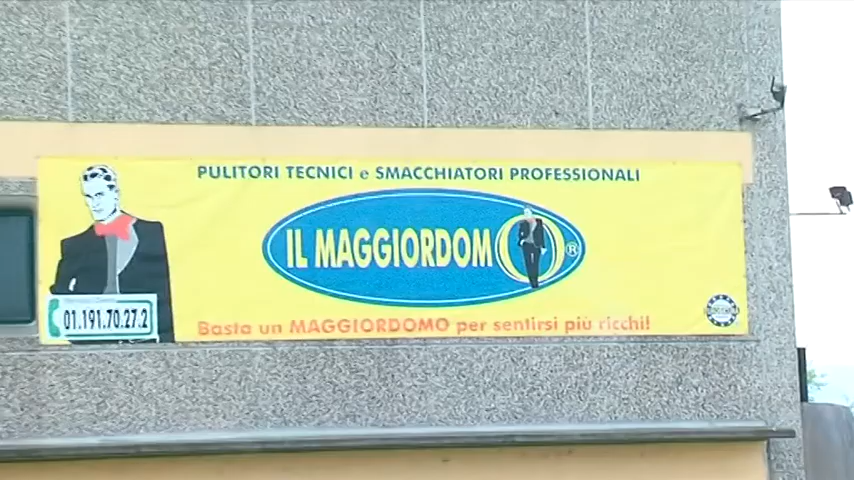 PULITORI TECNICI e SMACCHIATORI PROFESSIONALI
IL MAGGIORDOMO®
01.191.70.27.2
Basta un MAGGIORDOMO per sentirsi più ricchi!